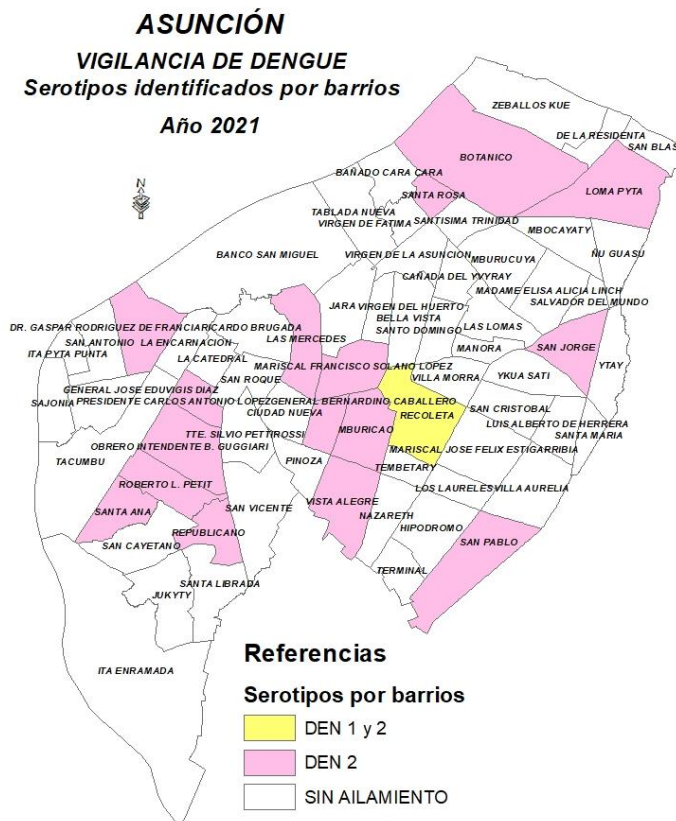 ASUNCIÓN
VIGILANCIA DE DENGUE
Serotipos identificados por barrios
Año 2021
N
ZEBALLOS KUE
DE LA RESIDENTA
SAN BLAS
BOTANICO
BAÑADO CARA CARA
LOMA PYTA
SANTA ROSA
TABLADA NUEVA
SANTISIMA TRINIDAD
VIRGEN DE FATIMA
MBOCAYATY
BANCO SAN MIGUEL
VIRGEN DE LA ASUNCION
MBURUCUYA
ÑU GUASU
CAÑADA DEL YVYRAY
MADAME ELISA ALICIA LINCH
SALVADOR DEL MUNDO
JARA
VIRGEN DEL HUERTO
BELLA VISTA
DR. GASPAR RODRIGUEZ DE FRANCIA
RICARDO BRUGADA
SANTO DOMINGO
LAS LOMAS
LAS MERCEDES
SAN ANTONIO
LA ENCARNACION
MANORA
SAN JORGE
ITA PYTA PUNTA
LA CATEDRAL
MARISCAL FRANCISCO SOLANO LOPEZ
YTAY
SAN ROQUE
VILLA MORRA
YKUA SATI
GENERAL JOSE EDUVIGIS DIAZ
SAJONIA
PRESIDENTE CARLOS ANTONIO LOPEZ
GENERAL BERNARDINO CABALLERO
CIUDAD NUEVA
RECOLETA
SAN CRISTOBAL
LUIS ALBERTO DE HERRERA
TTE. SILVIO PETTIROSSI
MBURICAO
SANTA MARIA
OBRERO INTENDENTE B. GUGGIARI
MARISCAL JOSE FELIX ESTIGARRIBIA
TACUMBU
PINOZA
TEMBETARY
ROBERTO L. PETIT
LOS LAURELES
VILLA AURELIA
VISTA ALEGRE
SAN VICENTE
SANTA ANA
NAZARETH
HIPODROMO
REPUBLICANO
SAN PABLO
SAN CAYETANO
TERMINAL
SANTA LIBRADA
JUKYTY
ITA ENRAMADA
Referencias
Serotipos por barrios
DEN 1 y 2
DEN 2
SIN AILAMIENTO